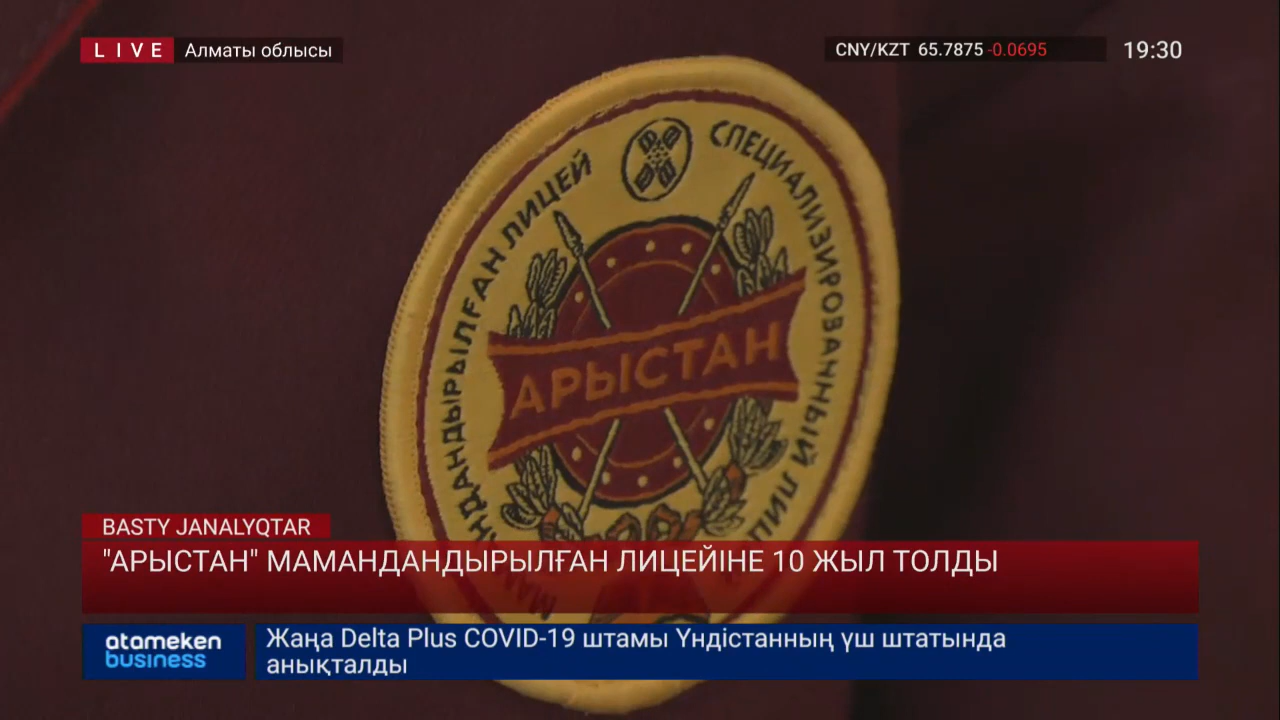 LIVE Алматы облысы
CNY/KZT 65.7875 -0.0695 19:30
СПЕЦИАЛИЗИРОВАННЫЙ
ЛИЦЕЙ
АРЫСТАН
BASTY JANALYQTAR
"АРЫСТАН" МАМАНДАНДЫРЫЛҒАН ЛИЦЕЙІНЕ 10 ЖЫЛ ТОЛДЫ
atameken
business
Жаңа Delta Plus COVID-19 штамы Үндістанның үш штатында
анықталды